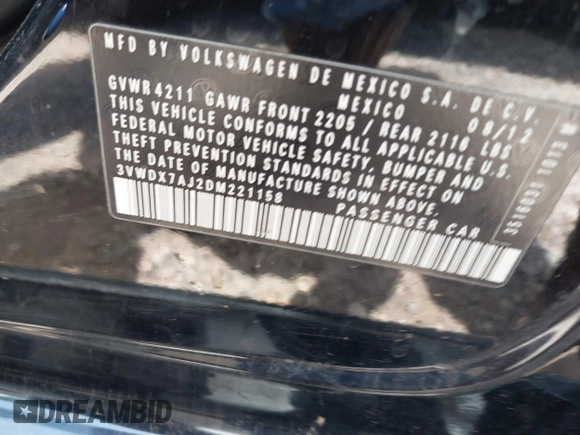 MFD BY VOLKSWAGEN DE MEXICO S.A. DE C.V.
MEXICO 08/12
GVWR 4211 GAWR FRONT 2205 / REAR 2116 LBS
THIS VEHICLE CONFORMS TO ALL APPLICABLE U.S.
FEDERAL MOTOR VEHICLE SAFETY, BUMPER AND
THEFT PREVENTION STANDARDS IN EFFECT ON
THE DATE OF MANUFACTURE SHOWN ABOVE.
3VWDX7AJ2DM221158 PASSENGER CAR
DREAMBID